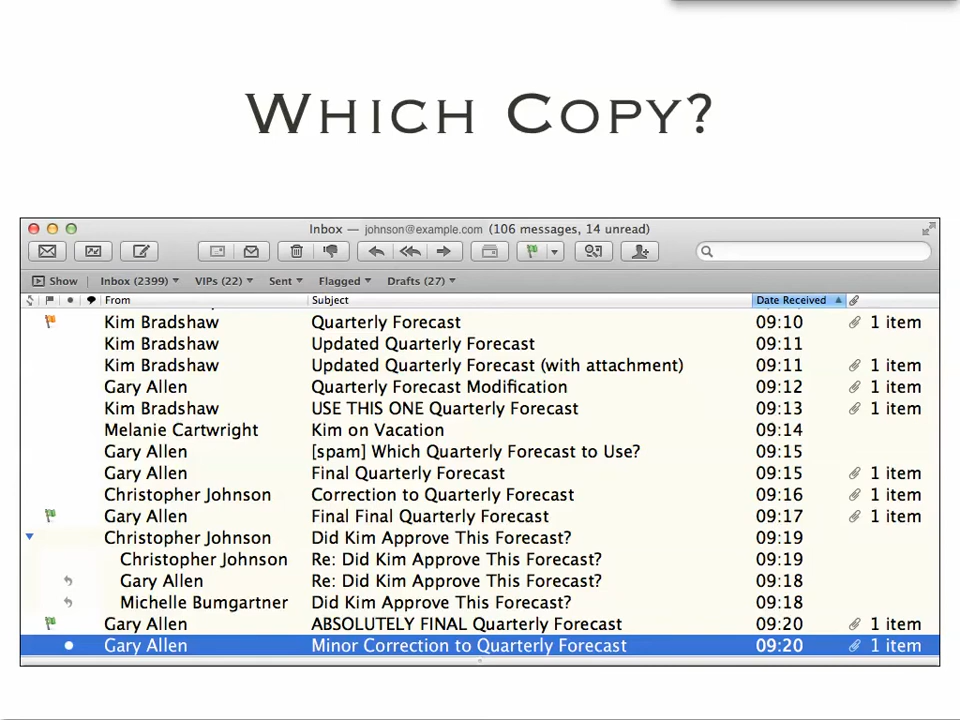 WHICH COPY?
Inbox — johnson@example.com (106 messages, 14 unread)
Show Inbox (2399) VIPs (22) Sent Flagged Drafts (27)
From Subject Date Received
Kim Bradshaw Quarterly Forecast 09:10 1 item
Kim Bradshaw Updated Quarterly Forecast 09:11
Kim Bradshaw Updated Quarterly Forecast (with attachment) 09:11 1 item
Gary Allen Quarterly Forecast Modification 09:12 1 item
Kim Bradshaw USE THIS ONE Quarterly Forecast 09:13 1 item
Melanie Cartwright Kim on Vacation 09:14
Gary Allen [spam] Which Quarterly Forecast to Use? 09:15
Gary Allen Final Quarterly Forecast 09:15 1 item
Christopher Johnson Correction to Quarterly Forecast 09:16 1 item
Gary Allen Final Final Quarterly Forecast 09:17 1 item
Christopher Johnson Did Kim Approve This Forecast? 09:19
Christopher Johnson Re: Did Kim Approve This Forecast? 09:19
Gary Allen Re: Did Kim Approve This Forecast? 09:18
Michelle Bumgartner Did Kim Approve This Forecast? 09:18
Gary Allen ABSOLUTELY FINAL Quarterly Forecast 09:20 1 item
Gary Allen Minor Correction to Quarterly Forecast 09:20 1 item